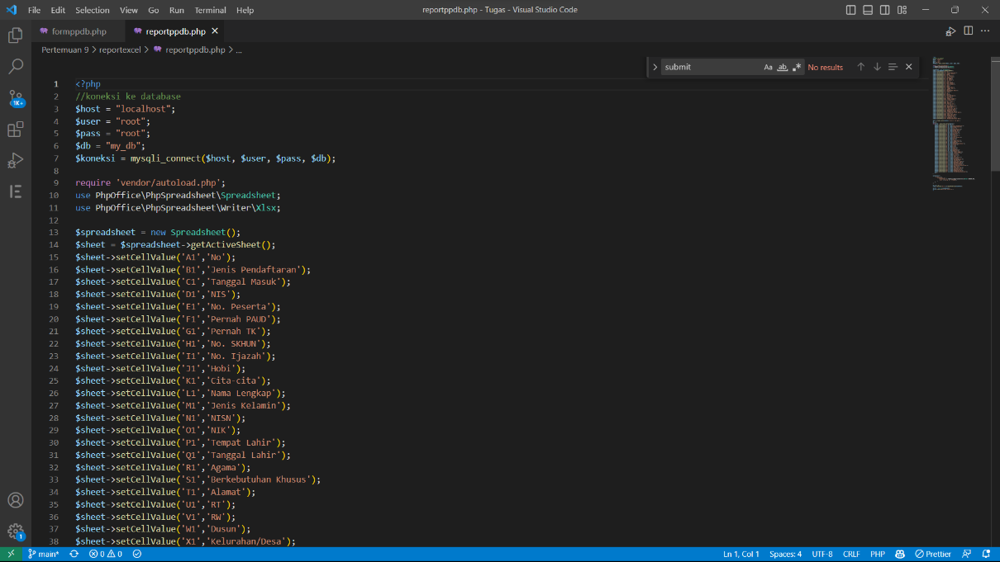 File Edit Selection View Go Run Terminal Help reportppdb.php - Tugas - Visual Studio Code
formppdb.php reportppdb.php
Pertemuan 9 > reportexcel > reportppdb.php > ...
submit Aa ab .* No results
1 <?php
2 //koneksi ke database
3 $host = "localhost";
4 $user = "root";
5 $pass = "root";
6 $db = "my_db";
7 $koneksi = mysqli_connect($host, $user, $pass, $db);
8
9 require 'vendor/autoload.php';
10 use PhpOffice\PhpSpreadsheet\Spreadsheet;
11 use PhpOffice\PhpSpreadsheet\Writer\Xlsx;
12
13 $spreadsheet = new Spreadsheet();
14 $sheet = $spreadsheet->getActiveSheet();
15 $sheet->setCellValue('A1','No');
16 $sheet->setCellValue('B1','Jenis Pendaftaran');
17 $sheet->setCellValue('C1','Tanggal Masuk');
18 $sheet->setCellValue('D1','NIS');
19 $sheet->setCellValue('E1','No. Peserta');
20 $sheet->setCellValue('F1','Pernah PAUD');
21 $sheet->setCellValue('G1','Pernah TK');
22 $sheet->setCellValue('H1','No. SKHUN');
23 $sheet->setCellValue('I1','No. Ijazah');
24 $sheet->setCellValue('J1','Hobi');
25 $sheet->setCellValue('K1','Cita-cita');
26 $sheet->setCellValue('L1','Nama Lengkap');
27 $sheet->setCellValue('M1','Jenis Kelamin');
28 $sheet->setCellValue('N1','NISN');
29 $sheet->setCellValue('O1','NIK');
30 $sheet->setCellValue('P1','Tempat Lahir');
31 $sheet->setCellValue('Q1','Tanggal Lahir');
32 $sheet->setCellValue('R1','Agama');
33 $sheet->setCellValue('S1','Berkebutuhan Khusus');
34 $sheet->setCellValue('T1','Alamat');
35 $sheet->setCellValue('U1','RT');
36 $sheet->setCellValue('V1','RW');
37 $sheet->setCellValue('W1','Dusun');
38 $sheet->setCellValue('X1','Kelurahan/Desa');
1K+
1
main* 0 0 Ln 1, Col 1 Spaces: 4 UTF-8 CRLF PHP Prettier